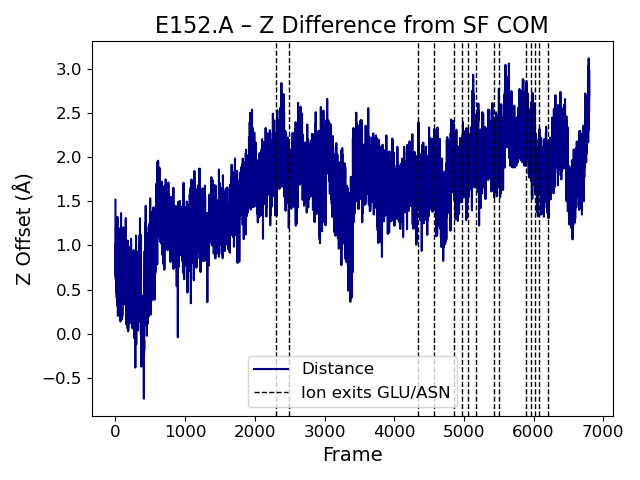 E152.A – Z Difference from SF COM
Z Offset (Å)
3.0
2.5
2.0
1.5
1.0
0.5
0.0
−0.5
Distance
Ion exits GLU/ASN
0 1000 2000 3000 4000 5000 6000 7000
Frame